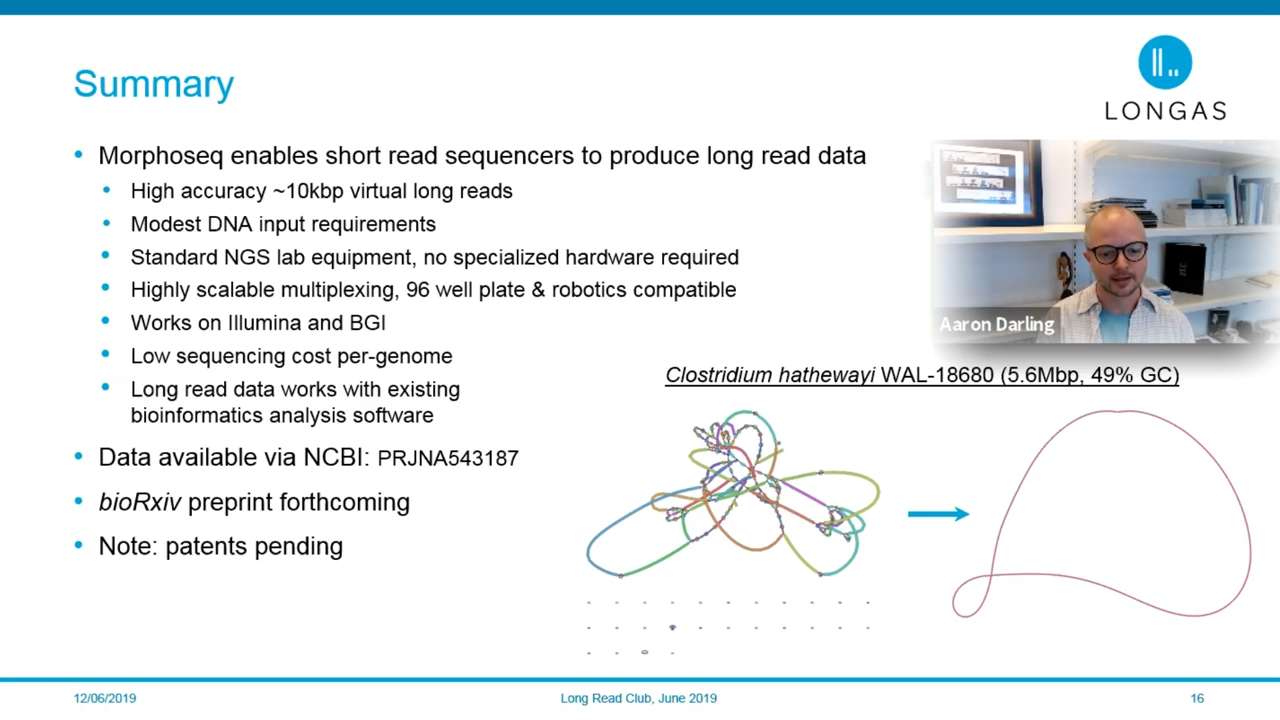 Summary
LONGAS
• Morphoseq enables short read sequencers to produce long read data
• High accuracy ~10kbp virtual long reads
• Modest DNA input requirements
• Standard NGS lab equipment, no specialized hardware required
• Highly scalable multiplexing, 96 well plate & robotics compatible
• Works on Illumina and BGI
• Low sequencing cost per-genome
• Long read data works with existing
bioinformatics analysis software
Aaron Darling
Clostridium hathewayi WAL-18680 (5.6Mbp, 49% GC)
• Data available via NCBI: PRJNA543187
• bioRxiv preprint forthcoming
• Note: patents pending
12/06/2019
Long Read Club, June 2019
16